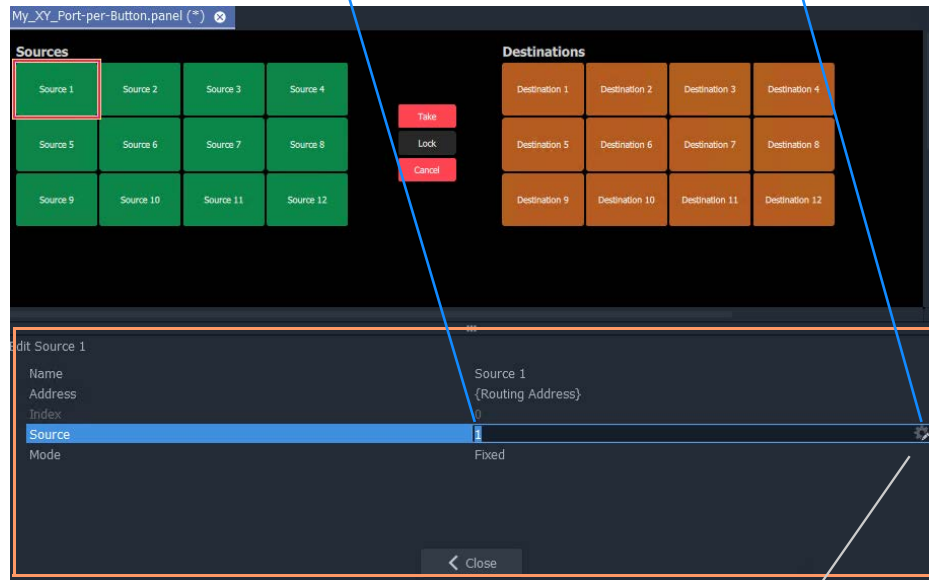 My_XY_Port-per-Button.panel (*)
Sources
Destinations
Source 1 Source 2 Source 3 Source 4
Destination 1 Destination 2 Destination 3 Destination 4
Take
Source 5 Source 6 Source 7 Source 8
Lock
Destination 5 Destination 6 Destination 7 Destination 8
Cancel
Source 9 Source 10 Source 11 Source 12
Destination 9 Destination 10 Destination 11 Destination 12
Edit Source 1
Name Source 1
Address {Routing Address}
Index 0
Source 1
Mode Fixed
Close